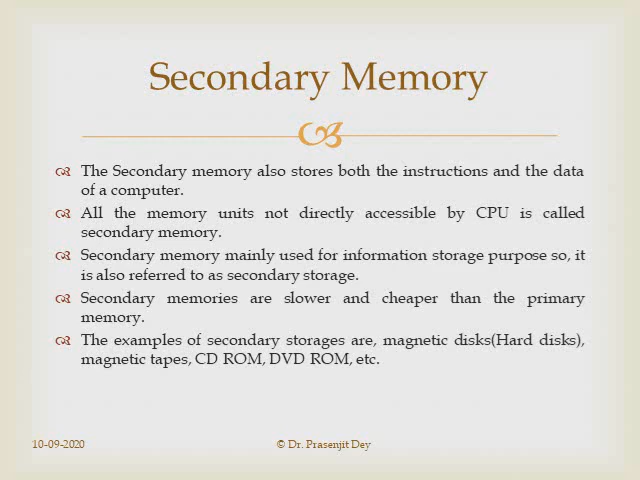 Secondary Memory
The Secondary memory also stores both the instructions and the data
of a computer.
All the memory units not directly accessible by CPU is called
secondary memory.
Secondary memory mainly used for information storage purpose so, it
is also referred to as secondary storage.
Secondary memories are slower and cheaper than the primary
memory.
The examples of secondary storages are, magnetic disks(Hard disks),
magnetic tapes, CD ROM, DVD ROM, etc.
10-09-2020
© Dr. Prasenjit Dey